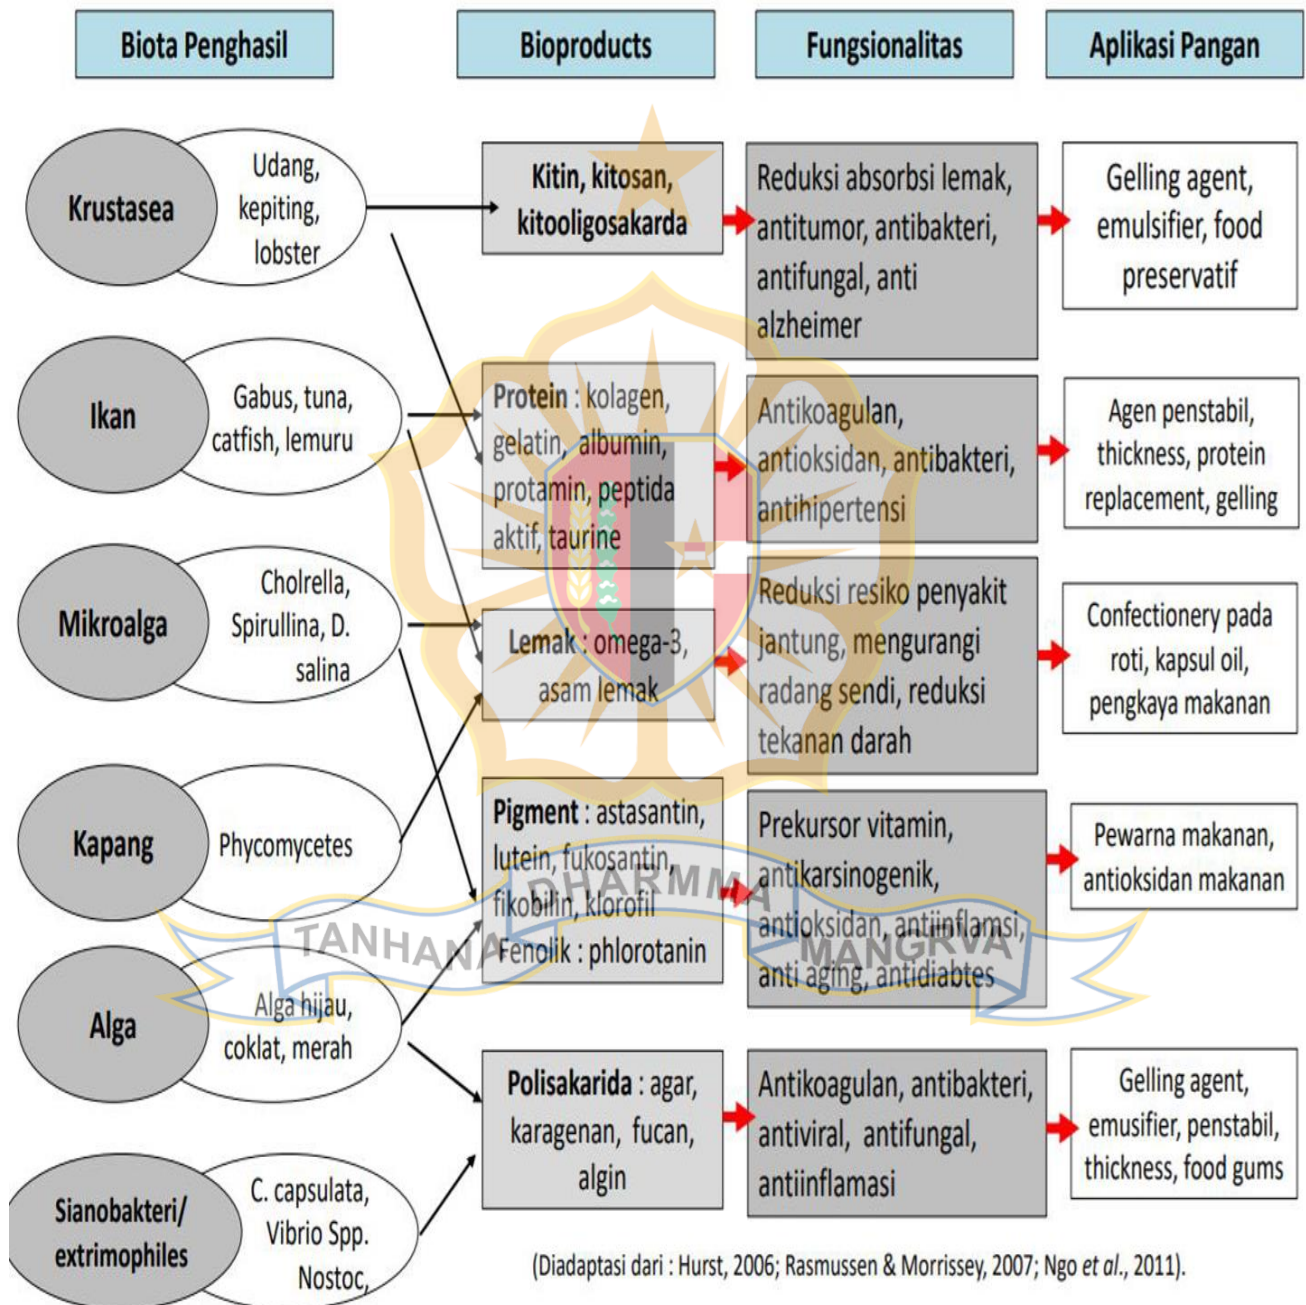 Biota Penghasil
Bioproducts
Fungsionalitas
Aplikasi Pangan
Krustasea
Udang,
kepiting,
lobster
Kitin, kitosan,
kitooligosakarda
Reduksi absorbsi lemak,
antitumor, antibakteri,
antifungal, anti
alzheimer
Gelling agent,
emulsifier, food
preservatif
Ikan
Gabus, tuna,
catfish, lemuru
Protein : kolagen,
gelatin, albumin,
protamin, peptida
aktif, taurine
Antikoagulan,
antioksidan, antibakteri,
antihipertensi
Agen penstabil,
thickness, protein
replacement, gelling
Mikroalga
Cholrella,
Spirullina, D.
salina
Lemak : omega-3,
asam lemak
Reduksi resiko penyakit
jantung, mengurangi
radang sendi, reduksi
tekanan darah
Confectionery pada
roti, kapsul oil,
pengkaya makanan
Kapang
Phycomycetes
Pigment : astasantin,
lutein, fukosantin,
fikobilin, klorofil
Fenolik : phlorotanin
Prekursor vitamin,
antikarsinogenik,
antioksidan, antiinflamsi,
anti aging, antidiabtes
Pewarna makanan,
antioksidan makanan
TANHANA DHARMMA MANGRVA
Alga
Alga hijau,
coklat, merah
Polisakarida : agar,
karagenan, fucan,
algin
Antikoagulan, antibakteri,
antiviral, antifungal,
antiinflamasi
Gelling agent,
emusifier, penstabil,
thickness, food gums
Sianobakteri/
extrimophiles
C. capsulata,
Vibrio Spp.
Nostoc,
(Diadaptasi dari : Hurst, 2006; Rasmussen & Morrissey, 2007; Ngo et al., 2011).